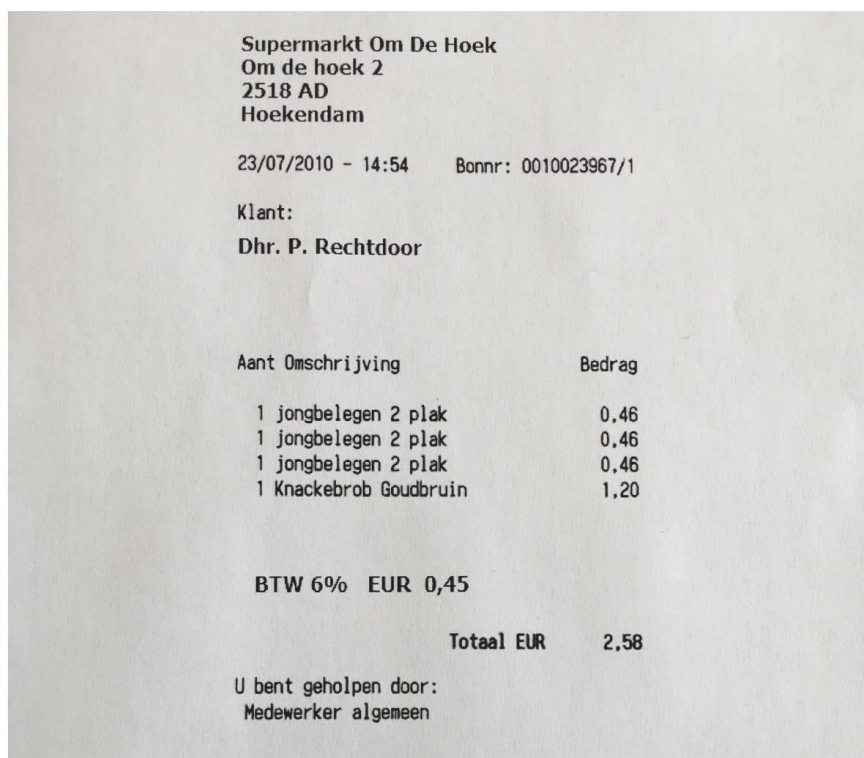 Supermarkt Om De Hoek
Om de hoek 2
2518 AD
Hoekendam
23/07/2010 - 14:54 Bonnr: 0010023967/1
Klant:
Dhr. P. Rechtdoor
Aant Omschrijving Bedrag
1 jongbelegen 2 plak 0,46
1 jongbelegen 2 plak 0,46
1 jongbelegen 2 plak 0,46
1 Knackebrob Goudbruin 1,20
BTW 6% EUR 0,45
Totaal EUR 2,58
U bent geholpen door:
Medewerker algemeen